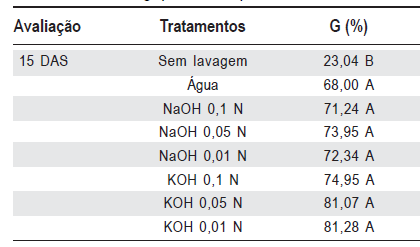 Avaliação Tratamentos G (%)
15 DAS Sem lavagem 23,04 B
Água 68,00 A
NaOH 0,1 N 71,24 A
NaOH 0,05 N 73,95 A
NaOH 0,01 N 72,34 A
KOH 0,1 N 74,95 A
KOH 0,05 N 81,07 A
KOH 0,01 N 81,28 A